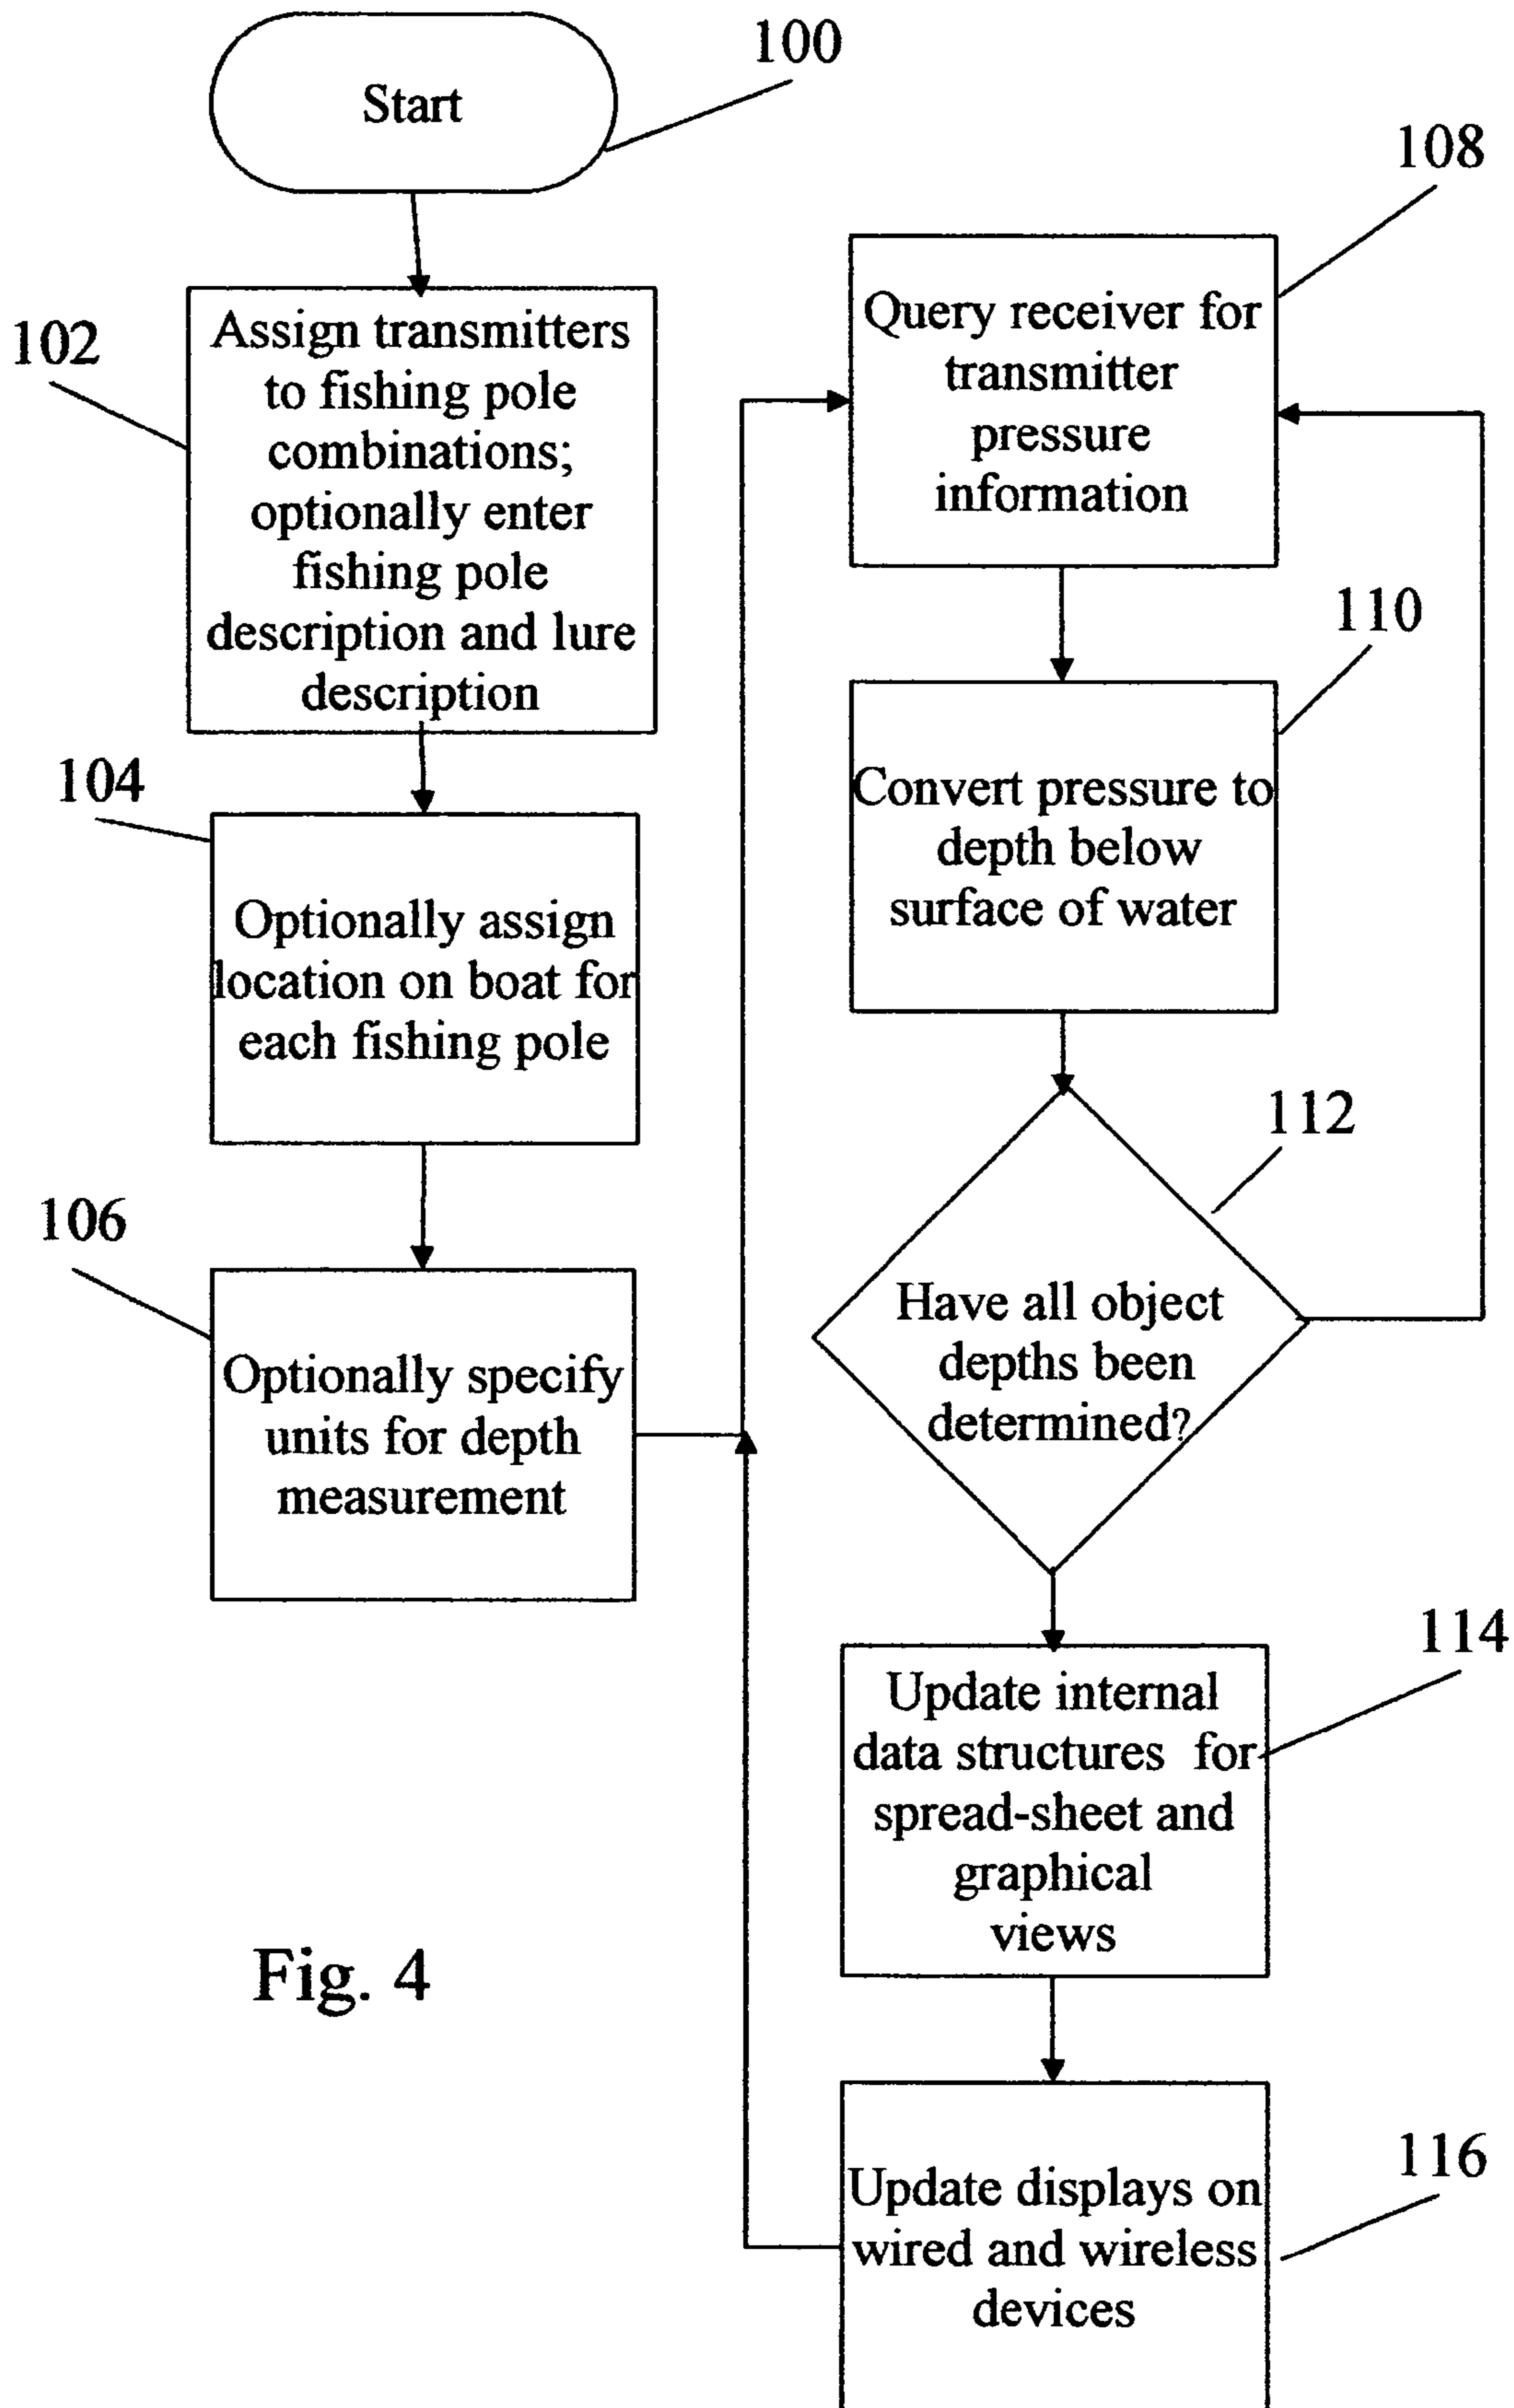 Start
100
102
Assign transmitters
to fishing pole
combinations;
optionally enter
fishing pole
description and lure
description
104
Optionally assign
location on boat for
each fishing pole
106
Optionally specify
units for depth
measurement
108
Query receiver for
transmitter
pressure
information
110
Convert pressure to
depth below
surface of water
112
Have all object
depths been
determined?
114
Update internal
data structures for
spread-sheet and
graphical
views
116
Update displays on
wired and wireless
devices
Fig. 4